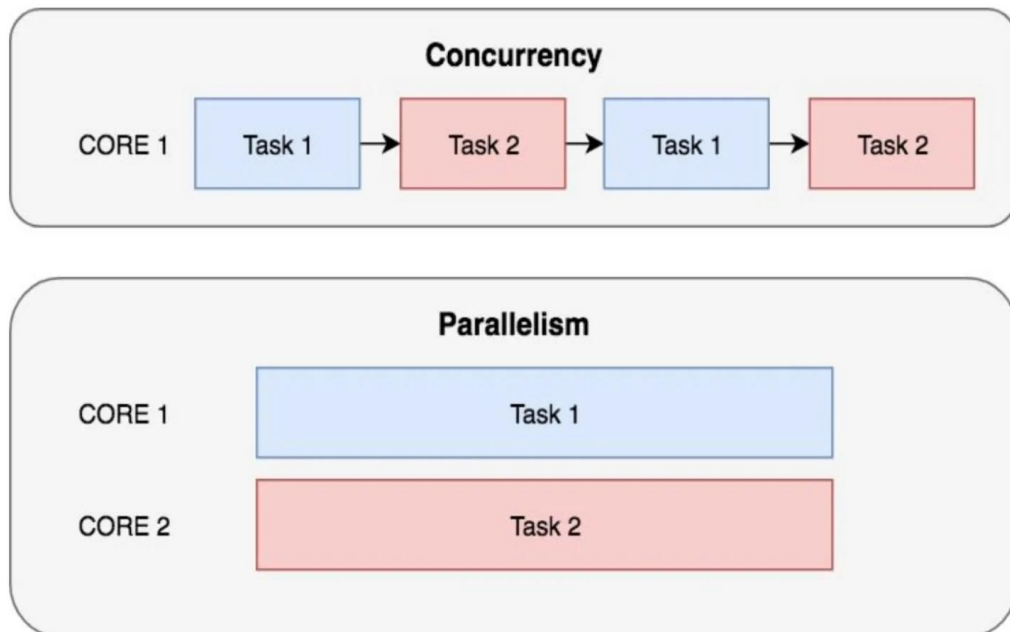 Concurrency
CORE 1 Task 1 Task 2 Task 1 Task 2
Parallelism
CORE 1 Task 1
CORE 2 Task 2